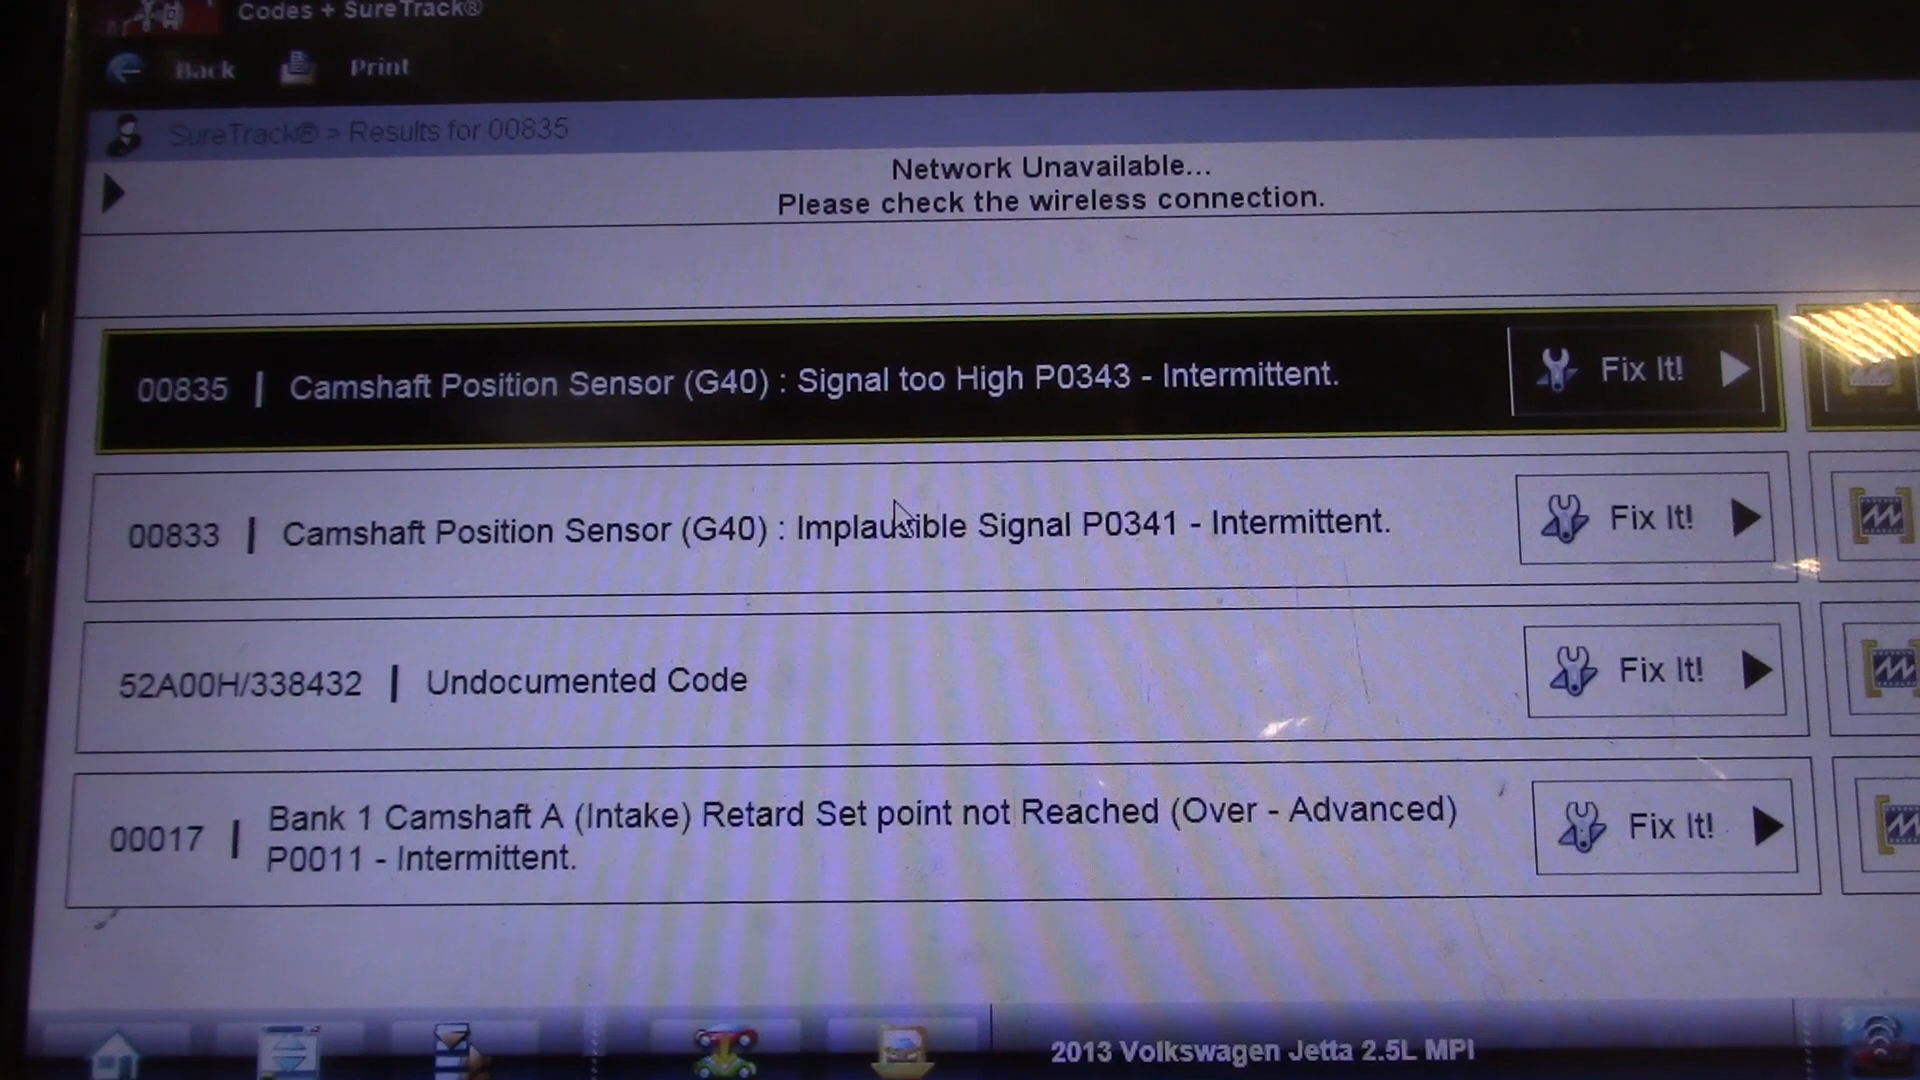 Codes + SureTrack®
Back Print
SureTrack® > Results for 00835
Network Unavailable...
Please check the wireless connection.
00835 | Camshaft Position Sensor (G40) : Signal too High P0343 - Intermittent. Fix It!
00833 | Camshaft Position Sensor (G40) : Implausible Signal P0341 - Intermittent. Fix It!
52A00H/338432 | Undocumented Code Fix It!
00017 | Bank 1 Camshaft A (Intake) Retard Set point not Reached (Over - Advanced)
P0011 - Intermittent. Fix It!
2013 Volkswagen Jetta 2.5L MPI